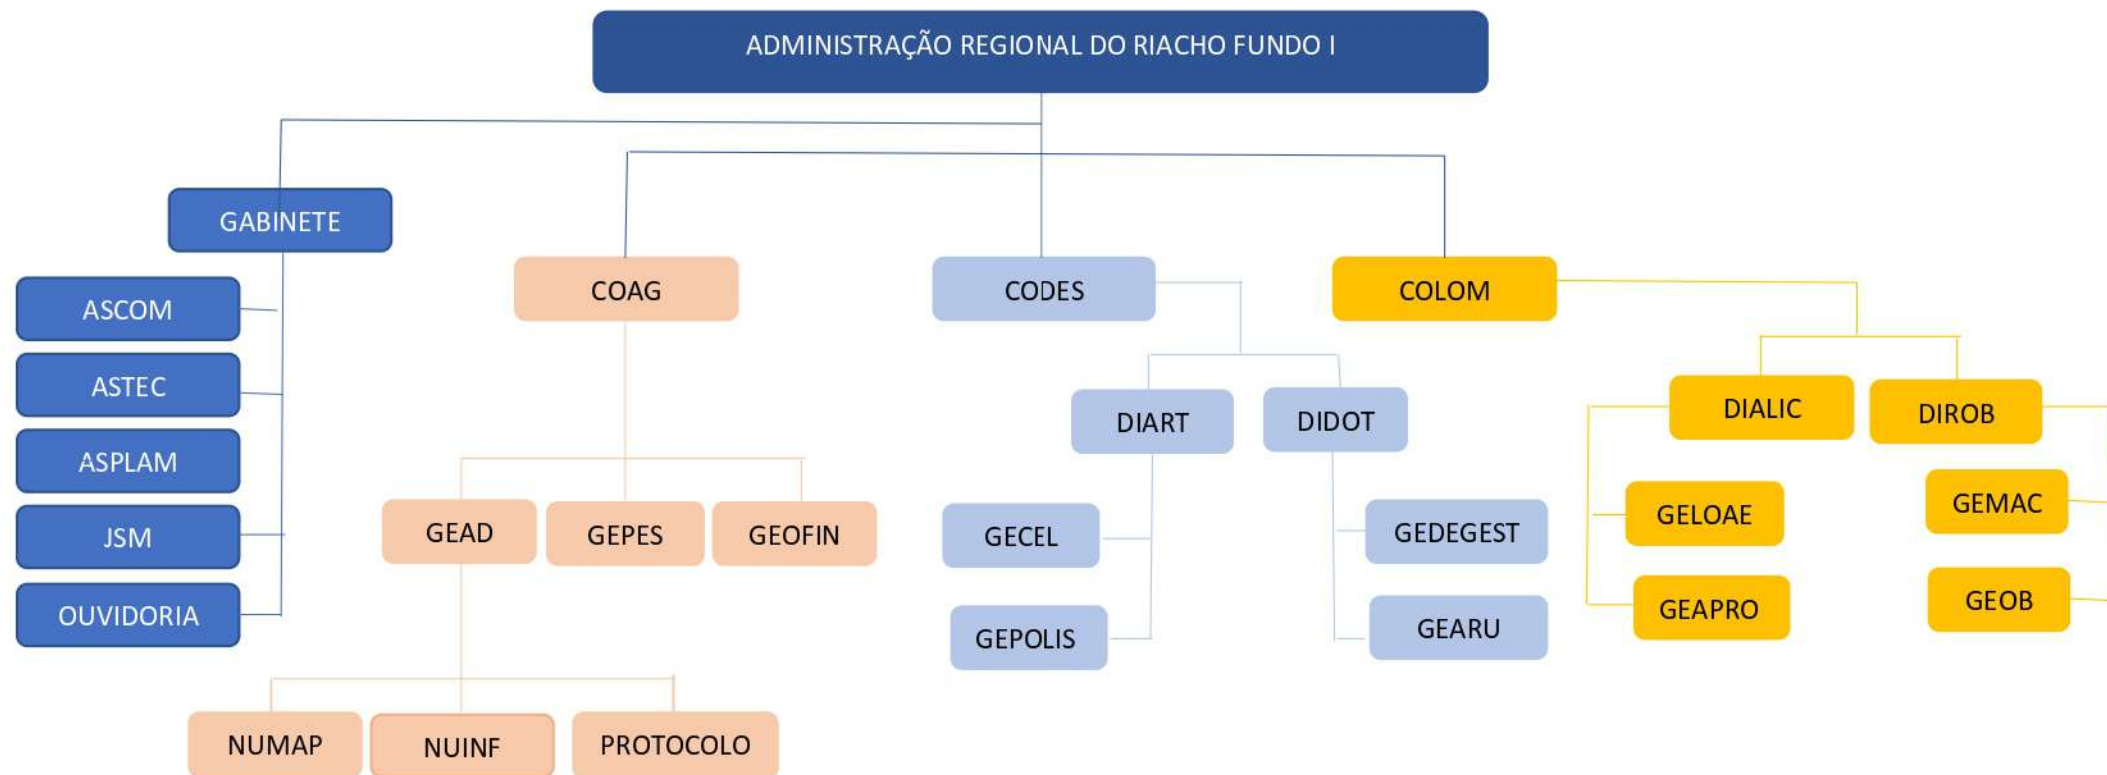 ADMINISTRAÇÃO REGIONAL DO RIACHO FUNDO I
GABINETE
ASCOM
ASTEC
ASPLAM
JSM
OUVIDORIA
COAG
GEAD
GEPES
GEOFIN
NUMAP
NUINF
PROTOCOLO
CODES
DIART
DIDOT
GECEL
GEPOLIS
GEDEGEST
GEARU
COLOM
DIALIC
DIROB
GELOAE
GEAPRO
GEMAC
GEOB